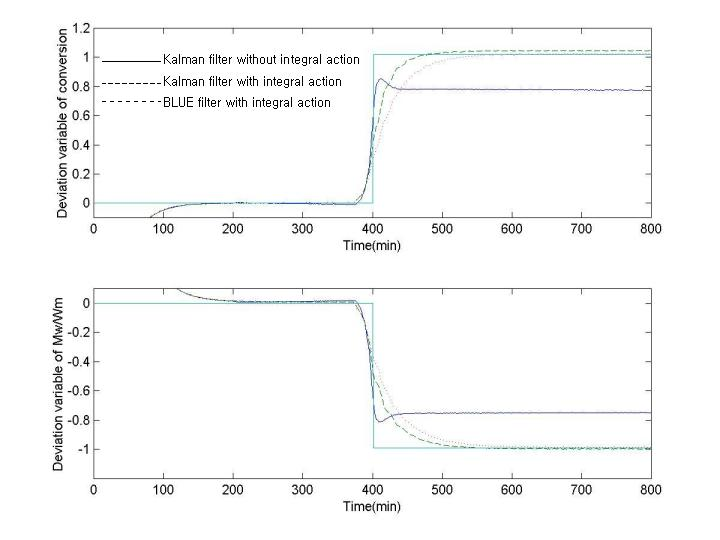 1.2
1
0.8
0.6
0.4
0.2
0
Deviation variable of conversion
Kalman filter without integral action
Kalman filter with integral action
BLUE filter with integral action
0 100 200 300 400 500 600 700 800
Time(min)
0
-0.2
-0.4
-0.6
-0.8
-1
Deviation variable of Mw/Wm
0 100 200 300 400 500 600 700 800
Time(min)